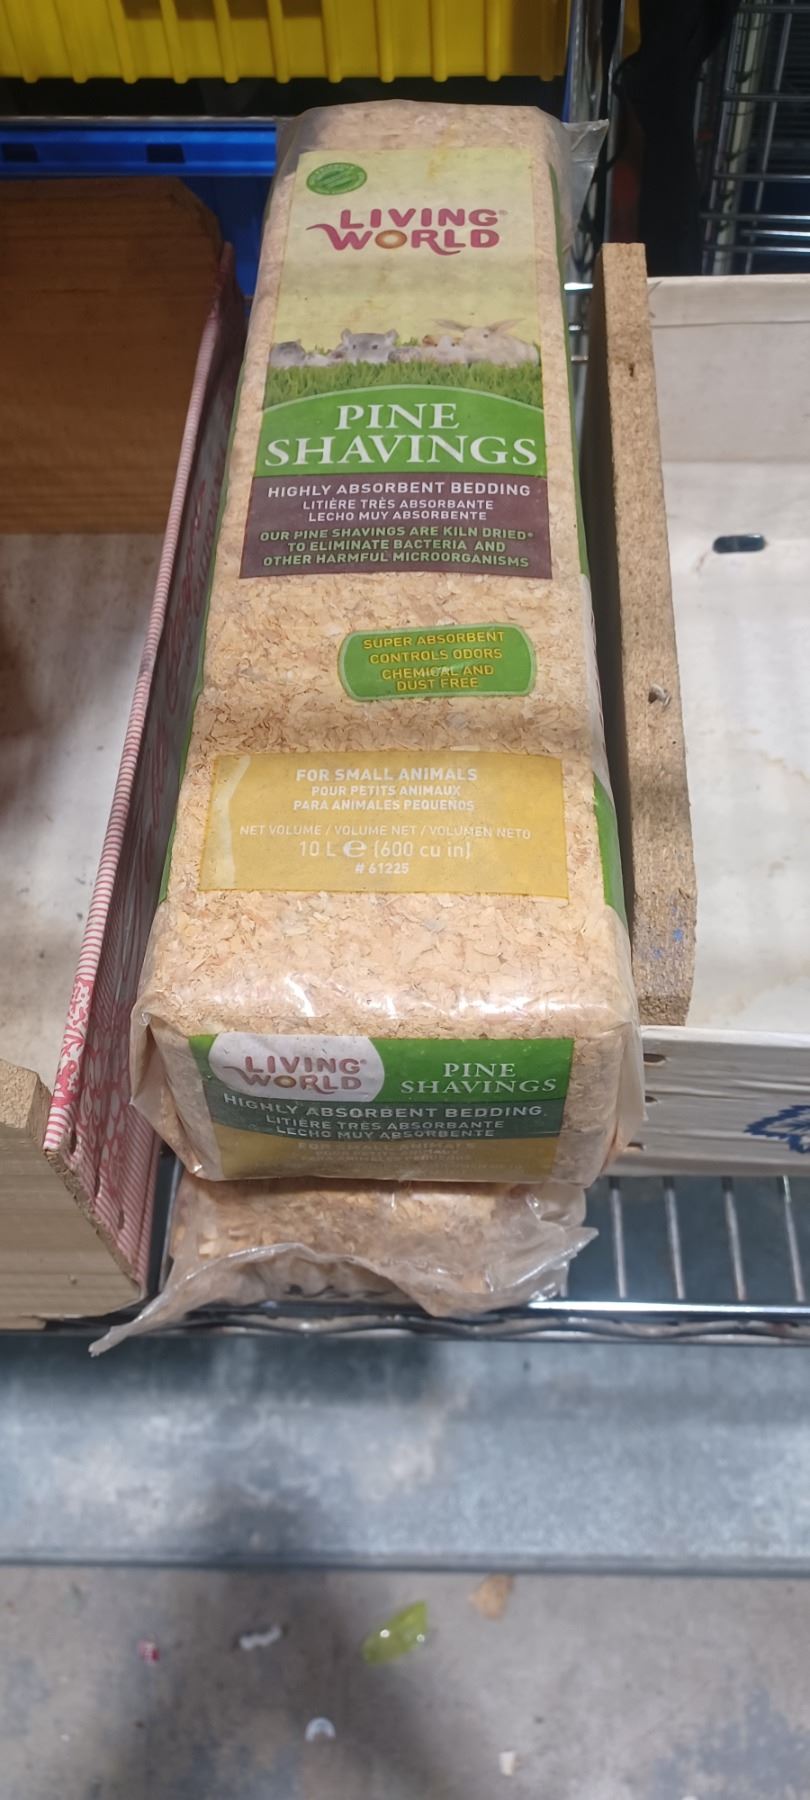 LIVING
WORLD
PINE
SHAVINGS
HIGHLY ABSORBENT BEDDING
LITIÈRE TRÈS ABSORBANTE
LECHO MUY ABSORBENTE
OUR PINE SHAVINGS ARE KILN DRIED*
TO ELIMINATE BACTERIA AND
OTHER HARMFUL MICROORGANISMS
SUPER ABSORBENT
CONTROLS ODORS
CHEMICAL AND
DUST FREE
FOR SMALL ANIMALS
POUR PETITS ANIMAUX
PARA ANIMALES PEQUEÑOS
NET VOLUME / VOLUME NET / VOLUMEN NETO
10 L ℮ (600 cu in)
# 61225
LIVING
WORLD
PINE
SHAVINGS
HIGHLY ABSORBENT BEDDING
LITIÈRE TRÈS ABSORBANTE
LECHO MUY ABSORBENTE
FOR SMALL ANIMALS